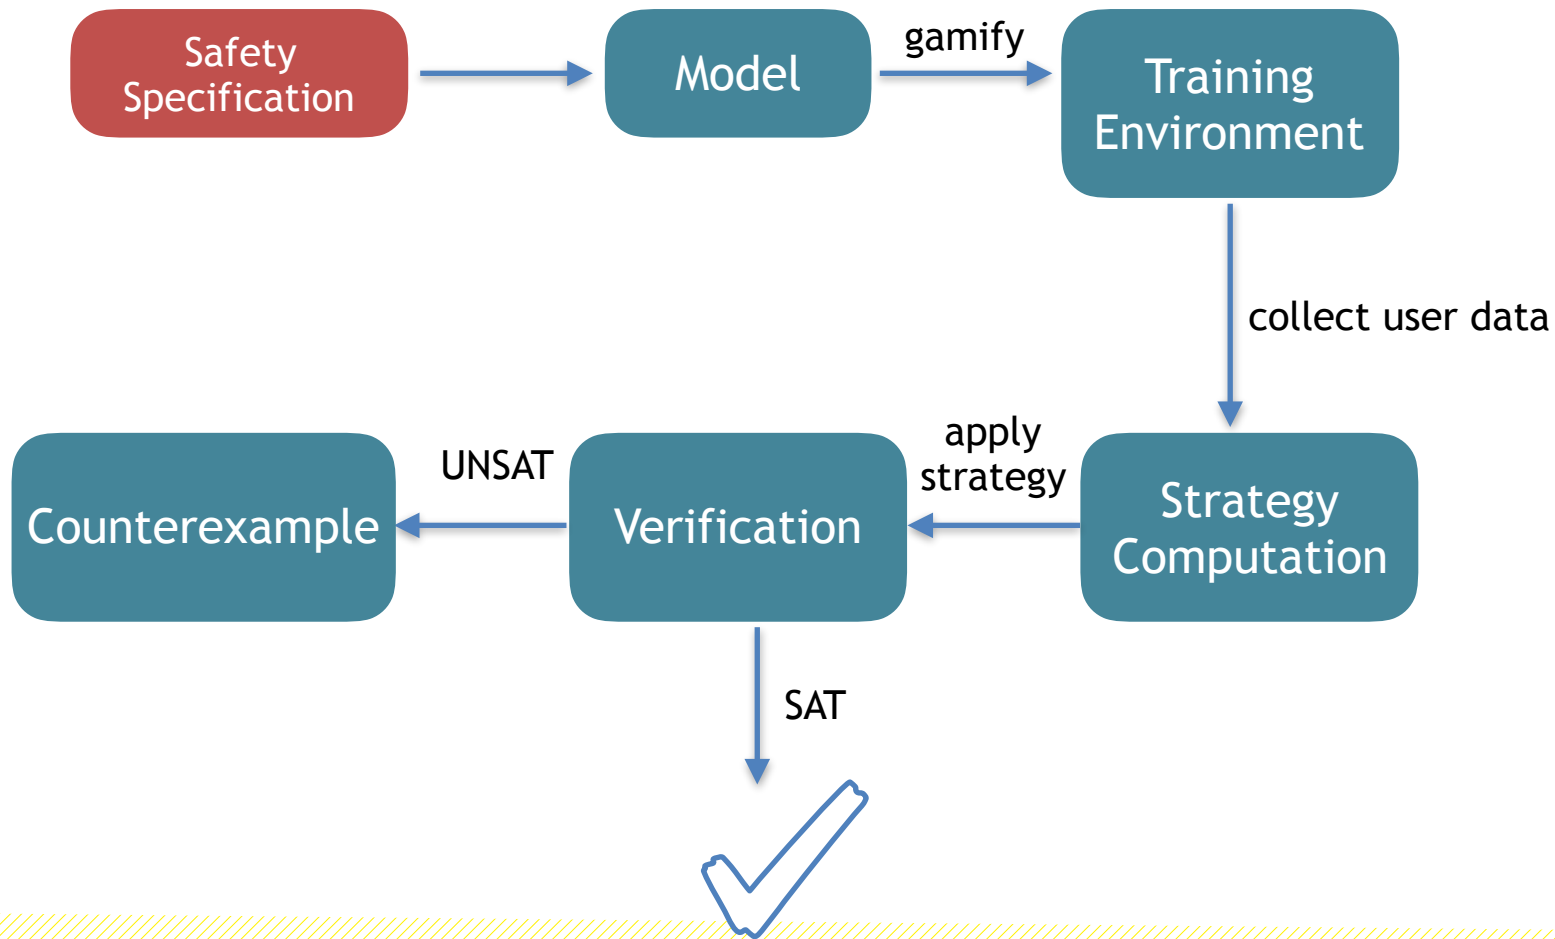 Safety
Specification
Model
gamify
Training
Environment
collect user data
Counterexample
UNSAT
Verification
apply
strategy
Strategy
Computation
SAT